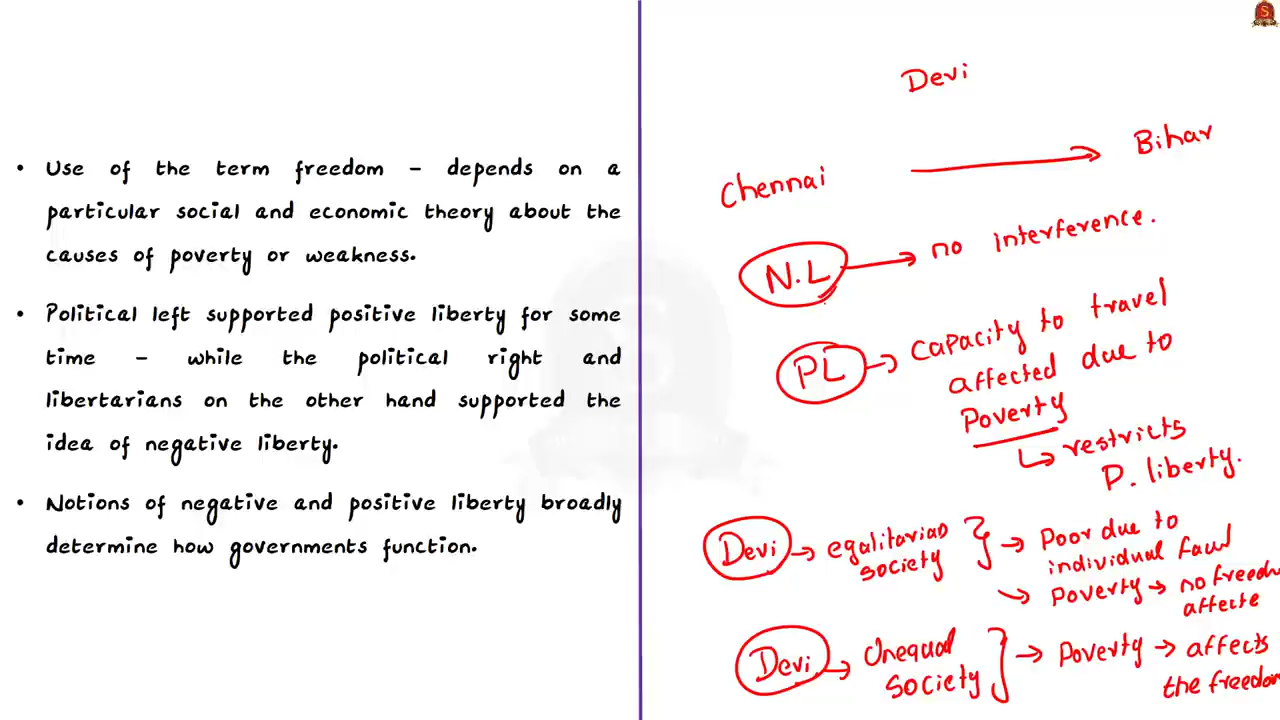 • Use of the term freedom – depends on a
particular social and economic theory about the
causes of poverty or weakness.
• Political left supported positive liberty for some
time – while the political right and
libertarians on the other hand supported the
idea of negative liberty.
• Notions of negative and positive liberty broadly
determine how governments function.
Devi
Chennai → Bihar
N.L → no interference.
PL → capacity to travel
affected due to
Poverty
↳ restricts
P. liberty.
Devi → egalitarian
society } → Poor due to
individual
→ Poverty → no
affecte
Devi → Unequal
society } → Poverty → affects
the freedom